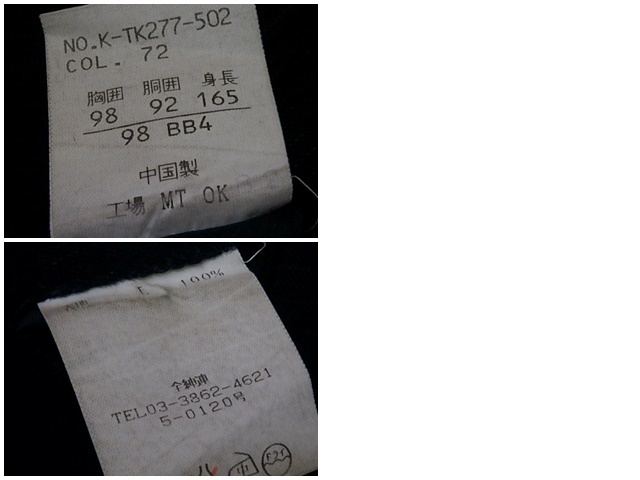 NO.K-TK277-502
COL. 72
胸囲 胴囲 身長
98 92 165
98 BB4
中国製
工場 MT OK
100%
TEL03-3862-4621
5-0120号
中